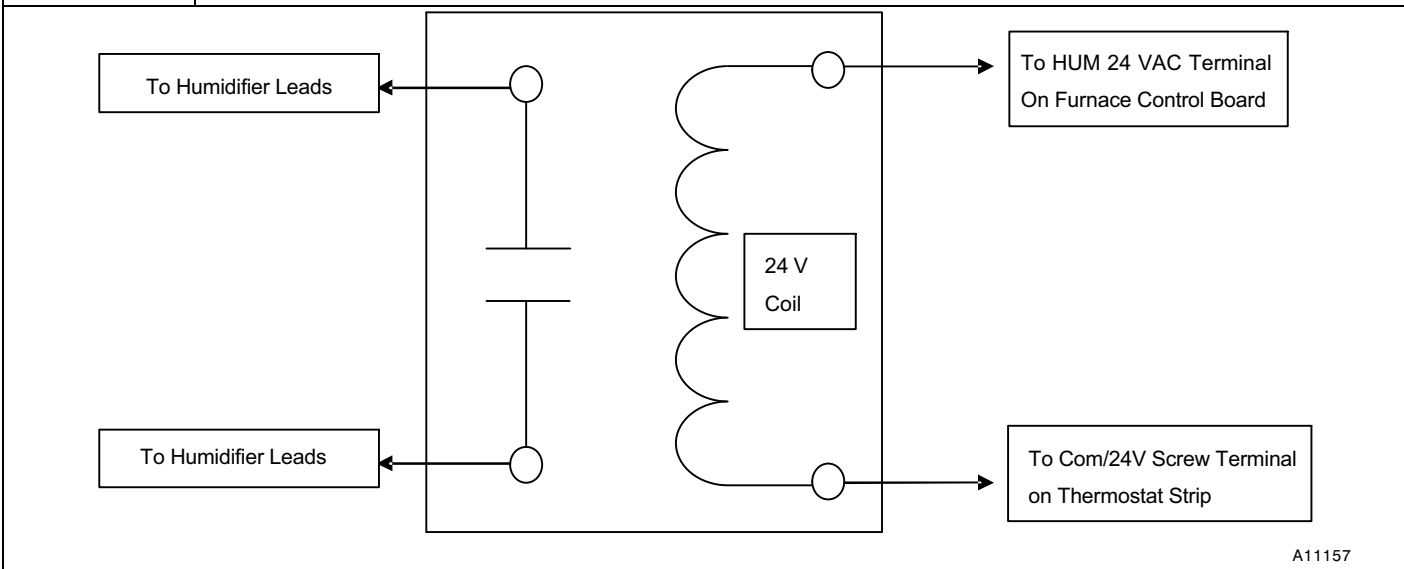 To Humidifier Leads
To HUM 24 VAC Terminal
On Furnace Control Board
24 V
Coil
To Humidifier Leads
To Com/24V Screw Terminal
on Thermostat Strip
A11157